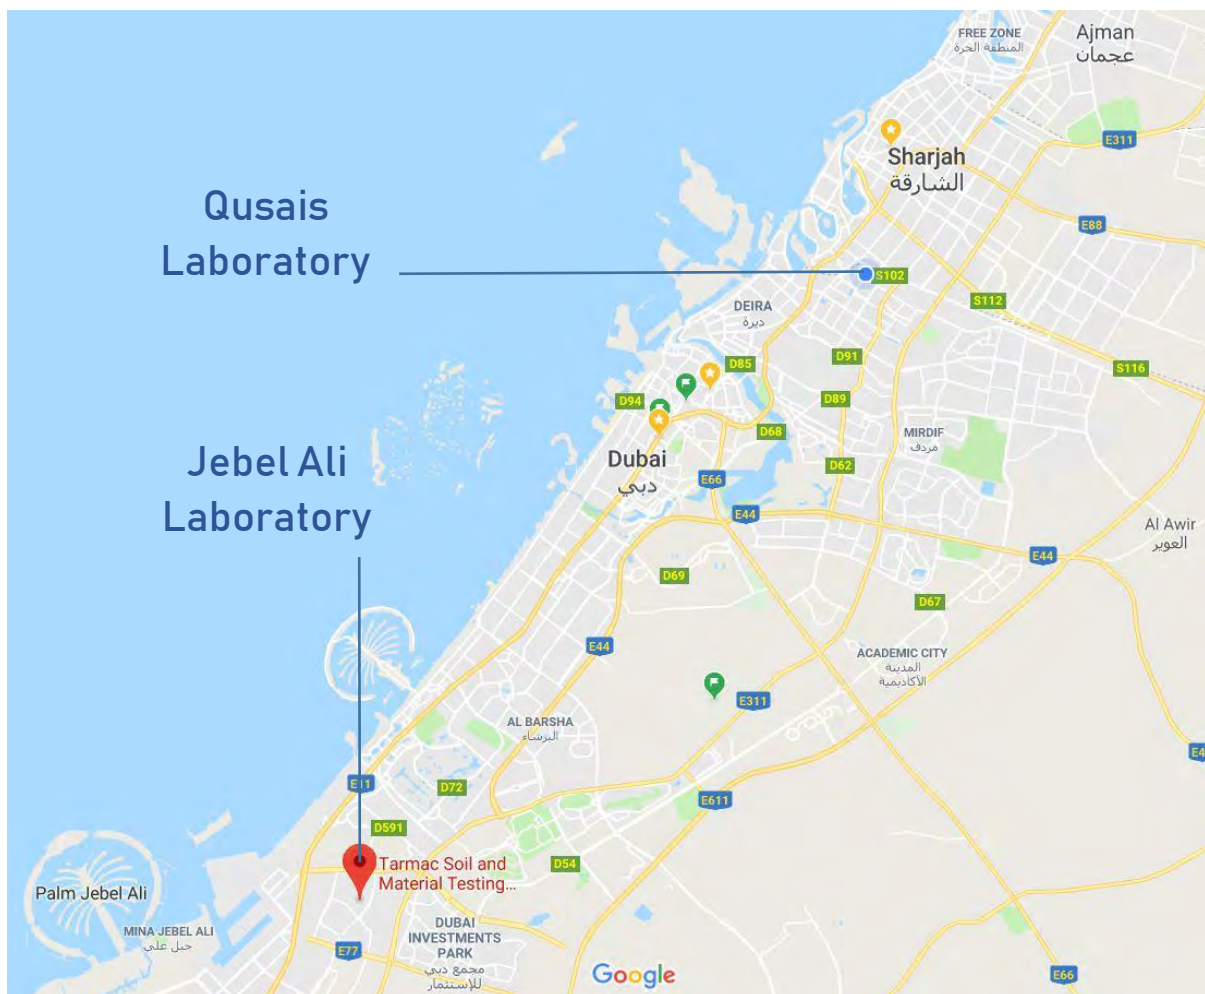 FREE ZONE
المنطقة الحرة
Ajman
عجمان
E311
Sharjah
الشارقة
Qusais
Laboratory
E88
S102
S112
DEIRA
ديرة
D91
D85
S116
D94
D89
D68
MIRDIF
مردف
Jebel Ali
Laboratory
Dubai
دبي
D62
E66
E44
Al Awir
العوير
E44
D69
D67
E44
ACADEMIC CITY
المدينة
الأكاديمية
E311
AL BARSHA
البرشاء
E4
E11
D72
E611
D591
D54
Tarmac Soil and
Material Testing...
Palm Jebel Ali
MINA JEBEL ALI
جبل علي
DUBAI
INVESTMENTS
PARK
مجمع دبي
للإستثمار
E77
Google
E66